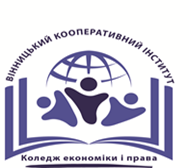 ВІННИЦЬКИЙ КООПЕРАТИВНИЙ ІНСТИТУТ
Коледж економіки і права